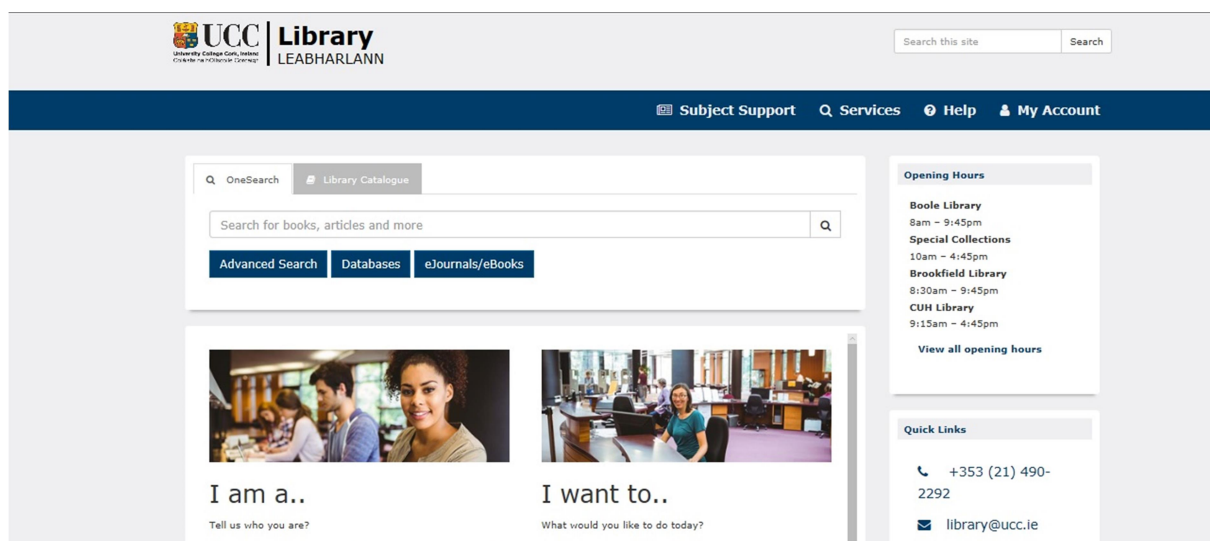 UCC
University College Cork, Ireland
Coláiste na hOllscoile Corcaigh
Library
LEABHARLANN
Search this site
Search
Subject Support
Services
Help
My Account
OneSearch
Library Catalogue
Search for books, articles and more
Advanced Search
Databases
eJournals/eBooks
I am a..
Tell us who you are?
I want to..
What would you like to do today?
Opening Hours
Boole Library
8am – 9:45pm
Special Collections
10am – 4:45pm
Brookfield Library
8:30am – 9:45pm
CUH Library
9:15am – 4:45pm
View all opening hours
Quick Links
+353 (21) 490-
2292
library@ucc.ie